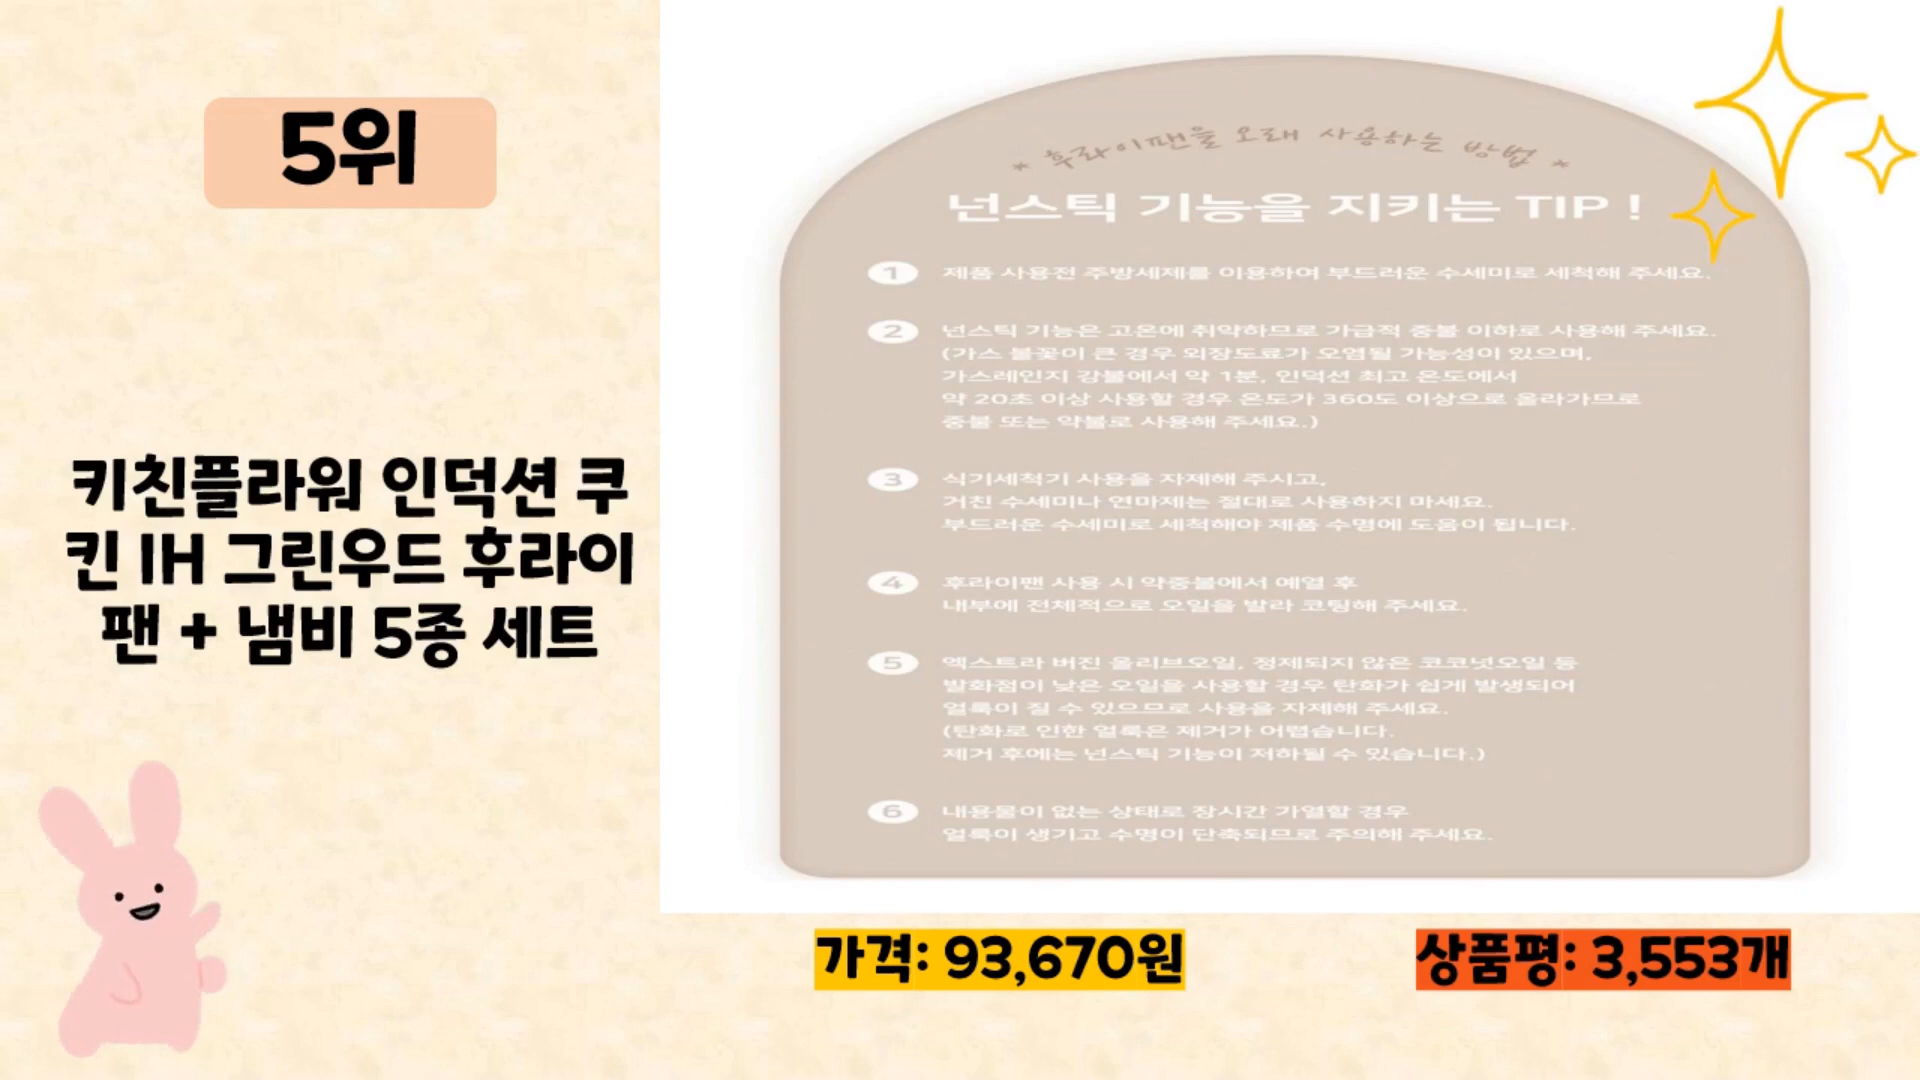 5위
키친플라워 인덕션 쿠
킨 IH 그린우드 후라이
팬 + 냄비 5종 세트
* 후라이팬을 오래 사용하는 방법 *
넌스틱 기능을 지키는 TIP !
1 제품 사용전 주방세제를 이용하여 부드러운 수세미로 세척해 주세요.
2 넌스틱 기능은 고온에 취약하므로 가급적 중불 이하로 사용해 주세요.
(가스 불꽃이 큰 경우 외장도료가 오염될 가능성이 있으며,
가스레인지 강불에서 약 1분, 인덕션 최고 온도에서
약 20초 이상 사용할 경우 온도가 360도 이상으로 올라가므로
중불 또는 약불로 사용해 주세요.)
3 식기세척기 사용을 자제해 주시고,
거친 수세미나 연마제는 절대로 사용하지 마세요.
부드러운 수세미로 세척해야 제품 수명에 도움이 됩니다.
4 후라이팬 사용 시 약중불에서 예열 후
내부에 전체적으로 오일을 발라 코팅해 주세요.
5 엑스트라 버진 올리브오일, 정제되지 않은 코코넛오일 등
발화점이 낮은 오일을 사용할 경우 탄화가 쉽게 발생되어
얼룩이 질 수 있으므로 사용을 자제해 주세요.
(탄화로 인한 얼룩은 제거가 어렵습니다.
제거 후에는 넌스틱 기능이 저하될 수 있습니다.)
6 내용물이 없는 상태로 장시간 가열할 경우
얼룩이 생기고 수명이 단축되므로 주의해 주세요.
가격: 93,670원
상품평: 3,553개